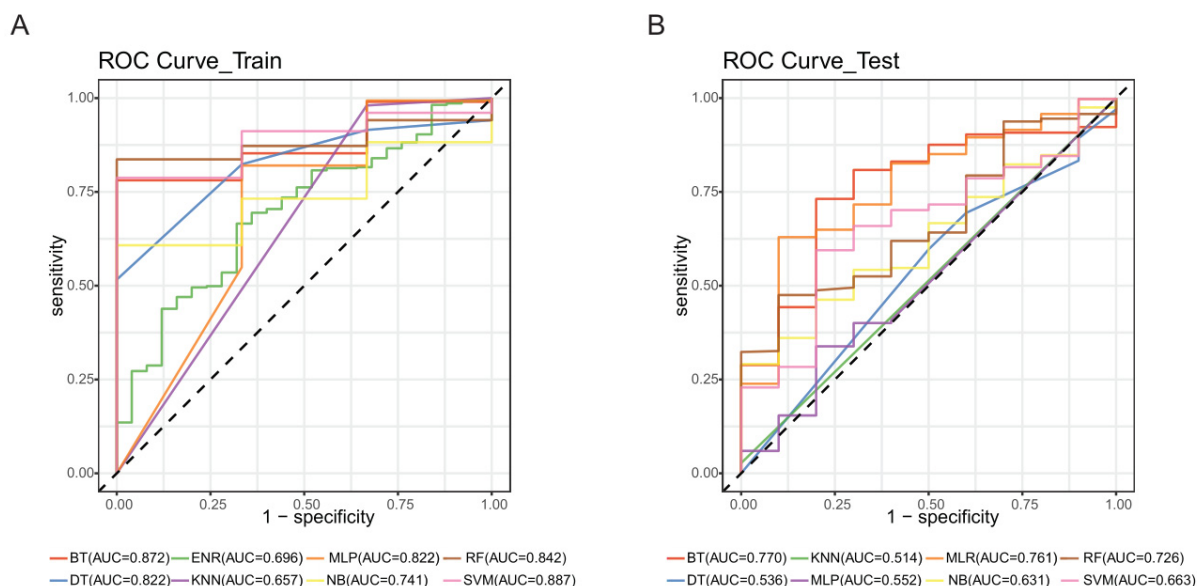 A
B
ROC Curve_Train
ROC Curve_Test
1.00
0.75
0.50
0.25
0.00
sensitivity
0.00 0.25 0.50 0.75 1.00
1 − specificity
1.00
0.75
0.50
0.25
0.00
sensitivity
0.00 0.25 0.50 0.75 1.00
1 − specificity
BT(AUC=0.872) ENR(AUC=0.696) MLP(AUC=0.822) RF(AUC=0.842)
DT(AUC=0.822) KNN(AUC=0.657) NB(AUC=0.741) SVM(AUC=0.887)
BT(AUC=0.770) KNN(AUC=0.514) MLR(AUC=0.761) RF(AUC=0.726)
DT(AUC=0.536) MLP(AUC=0.552) NB(AUC=0.631)